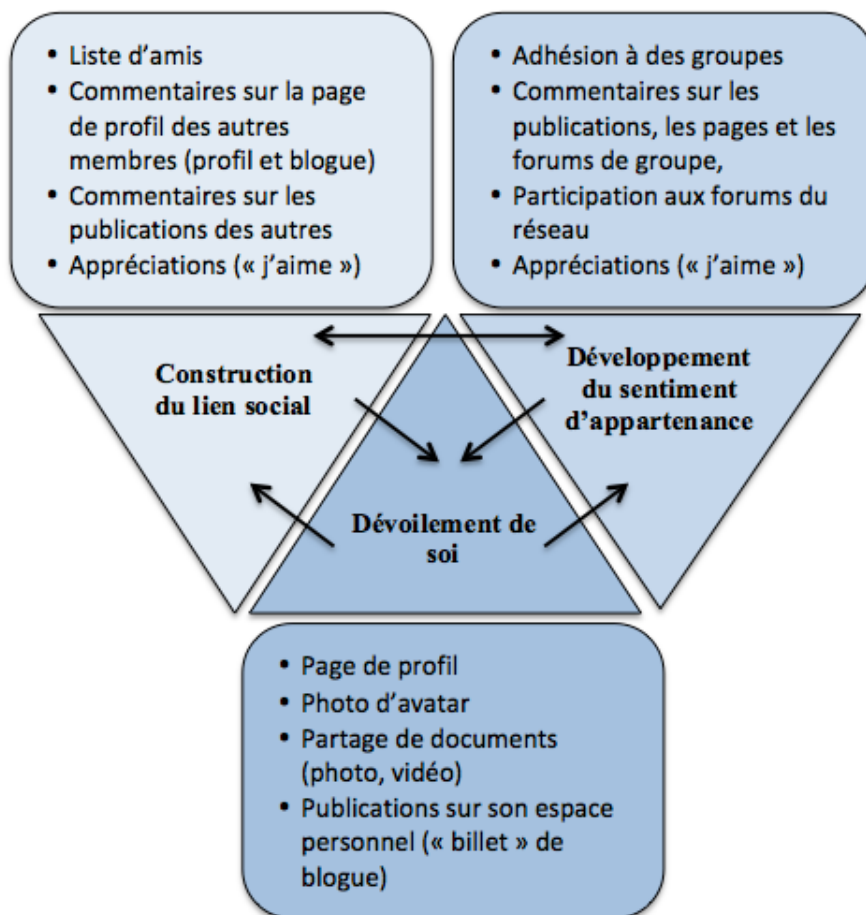 • Liste d’amis
• Commentaires sur la page
de profil des autres
membres (profil et blogue)
• Commentaires sur les
publications des autres
• Appréciations (« j’aime »)
• Adhésion à des groupes
• Commentaires sur les
publications, les pages et les
forums de groupe,
• Participation aux forums du
réseau
• Appréciations (« j’aime »)
Construction
du lien social
Développement
du sentiment
d’appartenance
Dévoilement de
soi
• Page de profil
• Photo d’avatar
• Partage de documents
(photo, vidéo)
• Publications sur son espace
personnel (« billet » de
blogue)